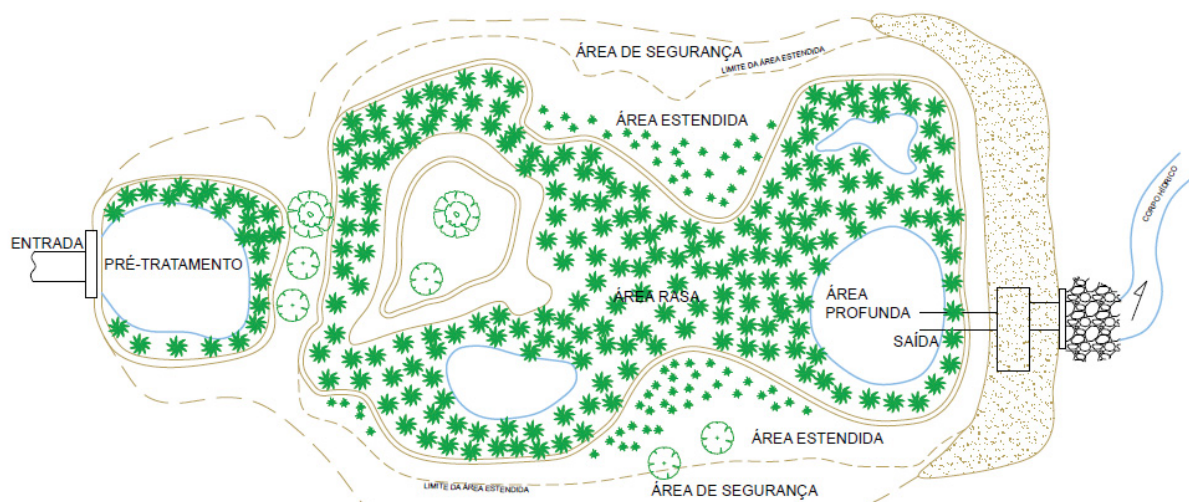 ÁREA DE SEGURANÇA
LIMITE DA ÁREA ESTENDIDA
ÁREA ESTENDIDA
CORPO HÍDRICO
ENTRADA
PRÉ-TRATAMENTO
ÁREA RASA
ÁREA
PROFUNDA
SAÍDA
ÁREA ESTENDIDA
LIMITE DA ÁREA ESTENDIDA
ÁREA DE SEGURANÇA